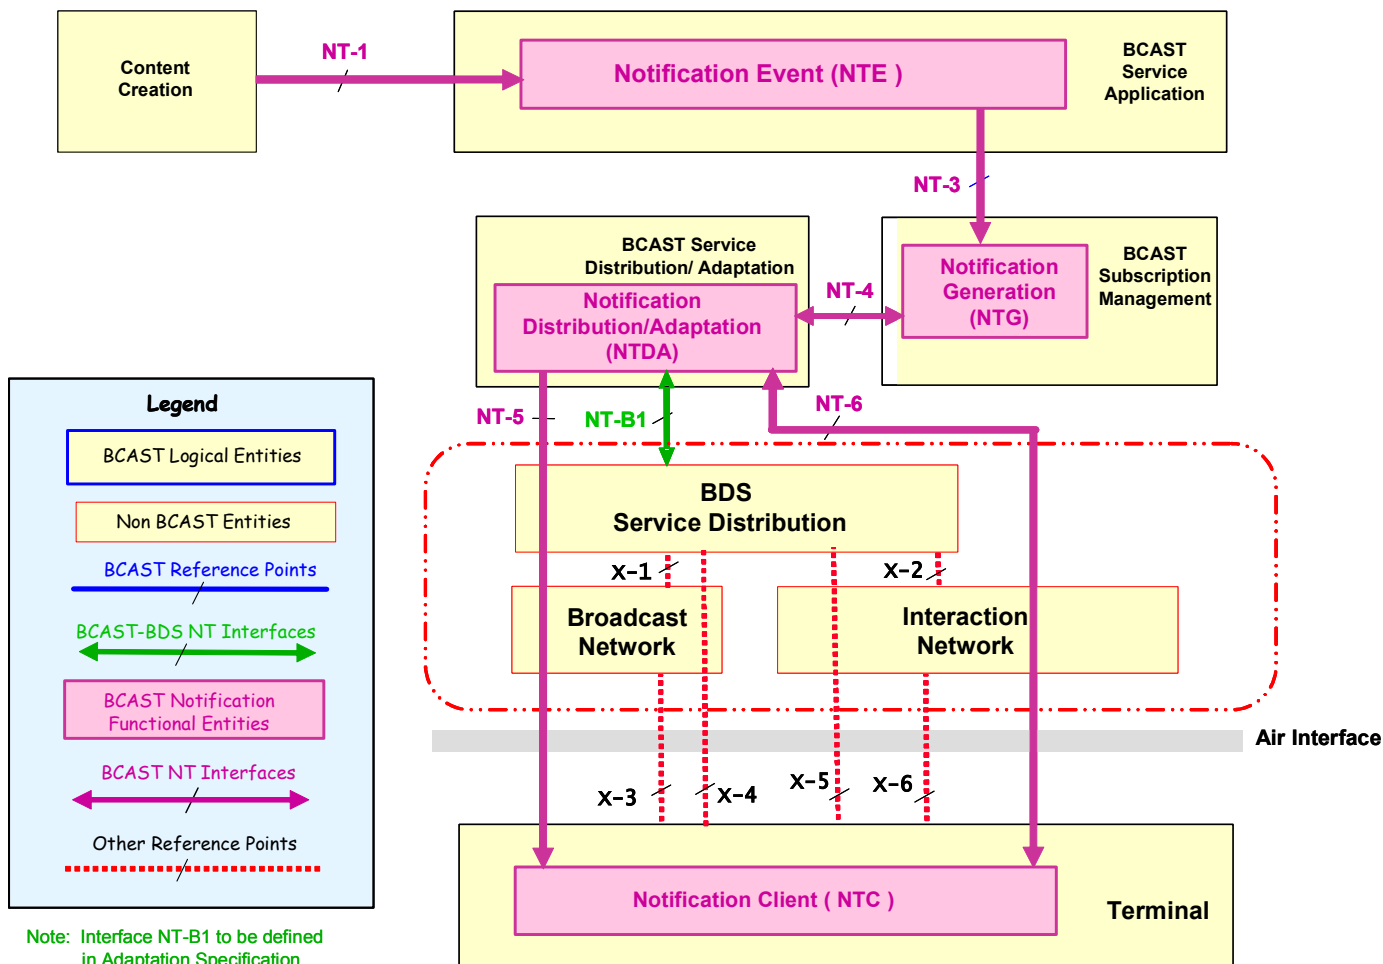 Content
Creation
NT-1
Notification Event (NTE )
BCAST
Service
Application
NT-3
BCAST Service
Distribution/ Adaptation
Notification
Distribution/Adaptation
(NTDA)
NT-4
Notification
Generation
(NTG)
BCAST
Subscription
Management
NT-5
NT-B1
NT-6
BDS
Service Distribution
X-1
X-2
Broadcast
Network
Interaction
Network
Air Interface
X-3
X-4
X-5
X-6
Notification Client ( NTC )
Terminal
Legend
BCAST Logical Entities
Non BCAST Entities
BCAST Reference Points
BCAST-BDS NT Interfaces
BCAST Notification
Functional Entities
BCAST NT Interfaces
Other Reference Points
Note: Interface NT-B1 to be defined
in Adaptation Specification